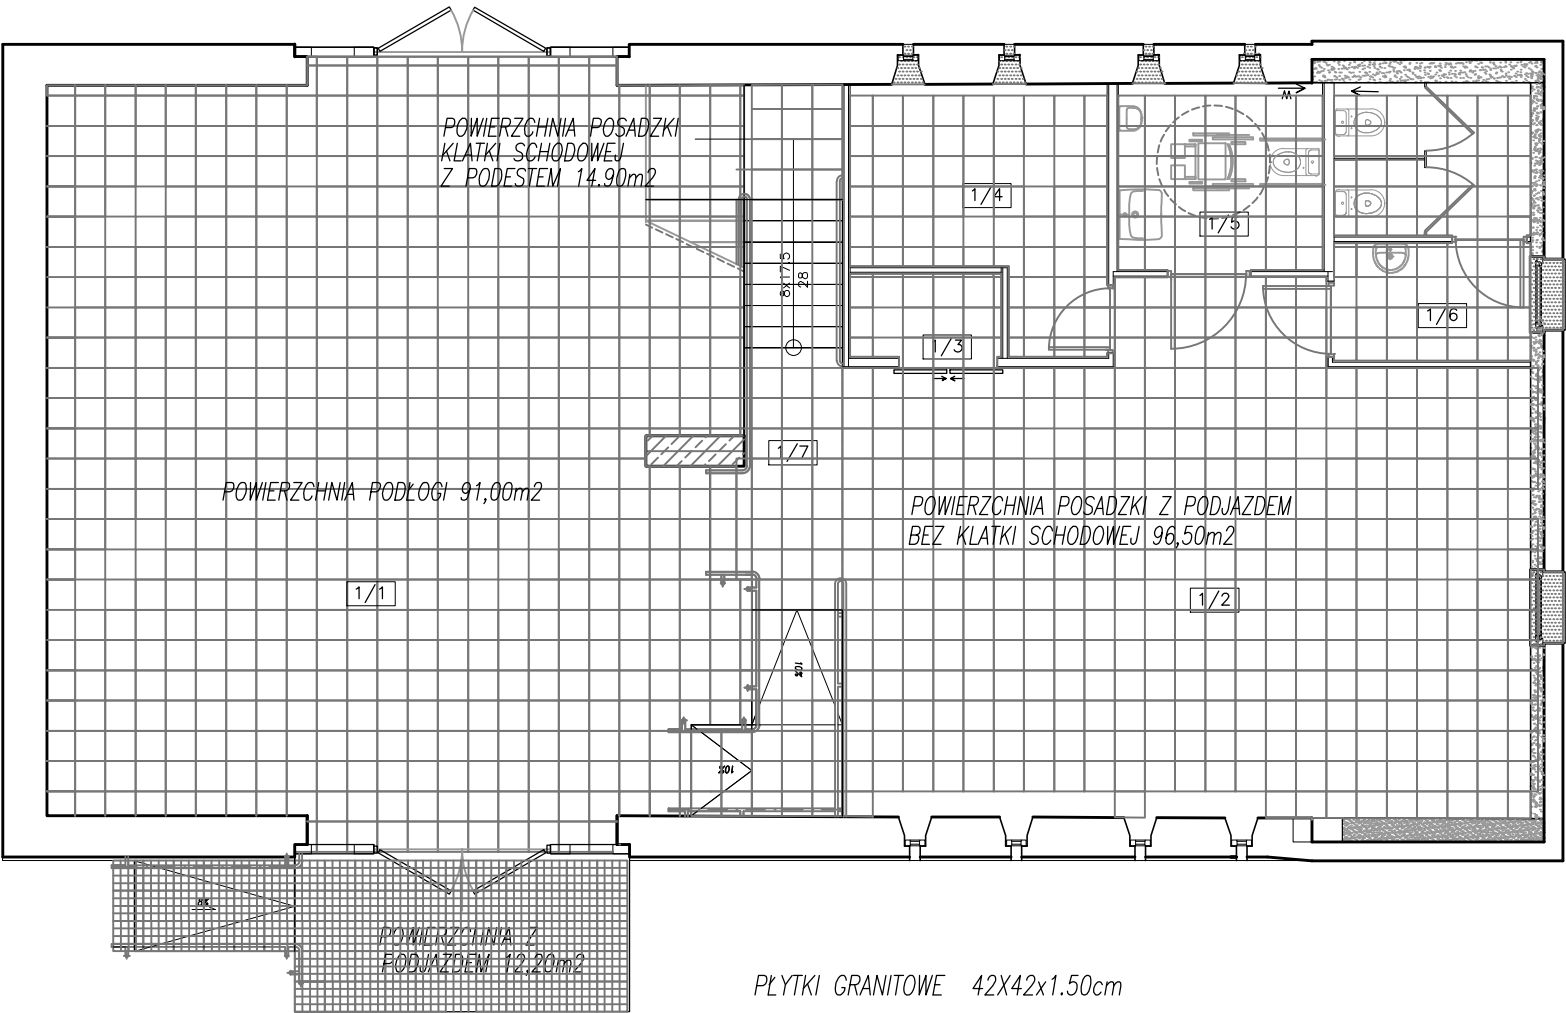 W
POWIERZCHNIA POSADZKI
KLATKI SCHODOWEJ
Z PODESTEM 14.90m2
1/4
1/5
8x17,5
28
1/6
1/3
1/7
POWIERZCHNIA PODŁOGI 91,00m2
POWIERZCHNIA POSADZKI Z PODJAZDEM
BEZ KLATKI SCHODOWEJ 96,50m2
1/1
1/2
10%
10%
8%
POWIERZCHNIA Z
PODJAZDEM 12,20m2
PŁYTKI GRANITOWE 42X42x1.50cm